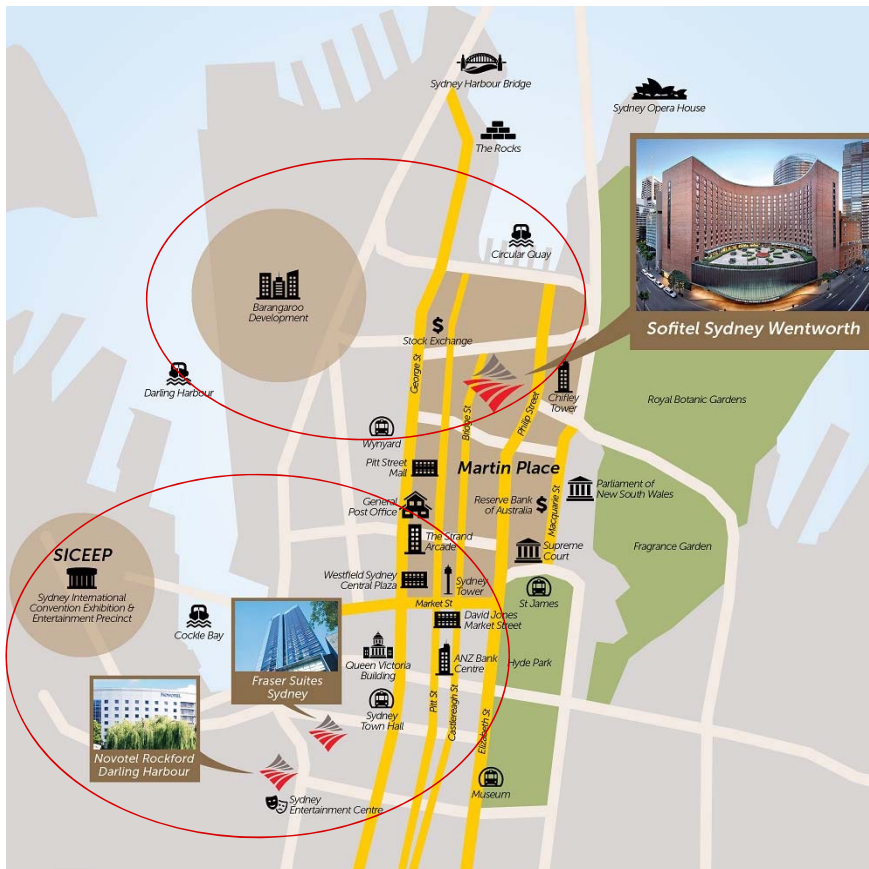 Sydney Harbour Bridge
Sydney Opera House
The Rocks
Circular Quay
Barangaroo
Development
Stock Exchange
Sofitel Sydney Wentworth
George St
Darling Harbour
Chifley
Tower
Royal Botanic Gardens
Bridge St
Philip Street
Wynyard
Pitt Street
Mall
Martin Place
Parliament of
New South Wales
General
Post Office
Reserve Bank
of Australia
Macquarie St
The Strand
Arcade
Supreme
Court
Fragrance Garden
SICEEP
Sydney International
Convention Exhibition &
Entertainment Precinct
Westfield Sydney
Central Plaza
Sydney
Tower
Market St
St James
David Jones
Market Street
Cockle Bay
Queen Victoria
Building
ANZ Bank
Centre
Hyde Park
Fraser Suites
Sydney
Pitt St
Castlereagh St
Elizabeth St
Sydney
Town Hall
NOVOTEL
Novotel Rockford
Darling Harbour
Museum
Sydney
Entertainment Centre